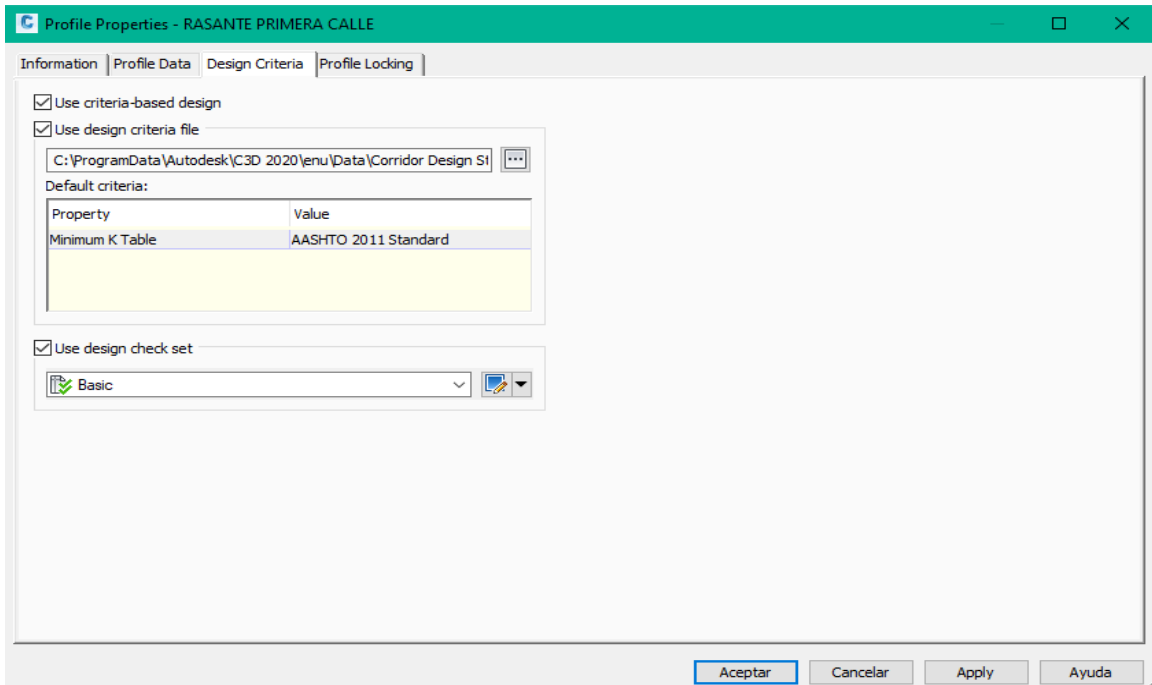 Profile Properties - RASANTE PRIMERA CALLE
Information Profile Data Design Criteria Profile Locking
Use criteria-based design
Use design criteria file
C:\ProgramData\Autodesk\C3D 2020\enu\Data\Corridor Design St
Default criteria:
Property Value
Minimum K Table AASHTO 2011 Standard
Use design check set
Basic
Aceptar Cancelar Apply Ayuda